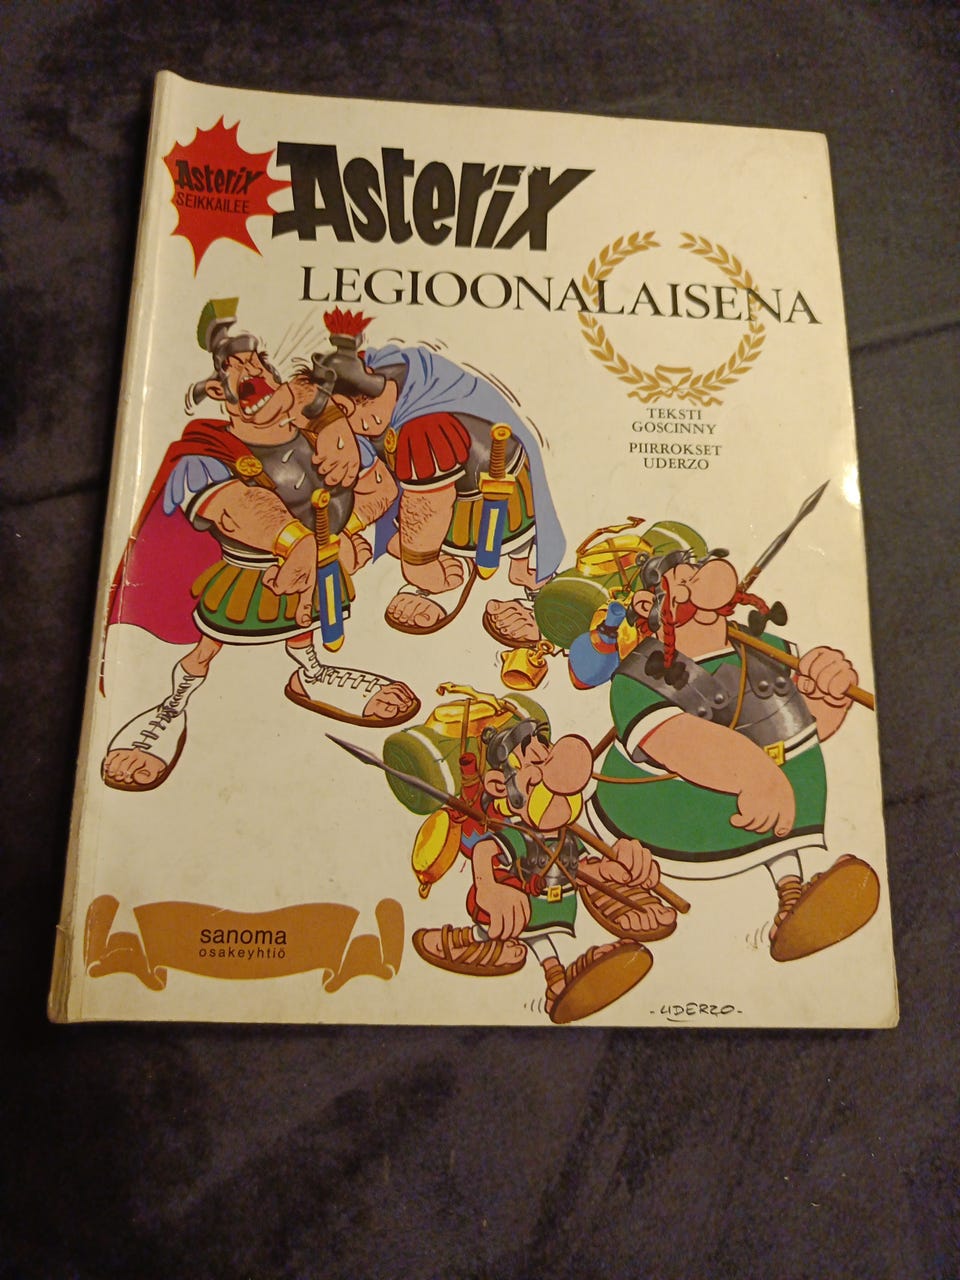 Asterix
SEIKKAILEE
Asterix
LEGIOONALAISENA
TEKSTI
GOSCINNY
PIIRROKSET
UDERZO
sanoma
osakeyhtiö
-UDERZO-